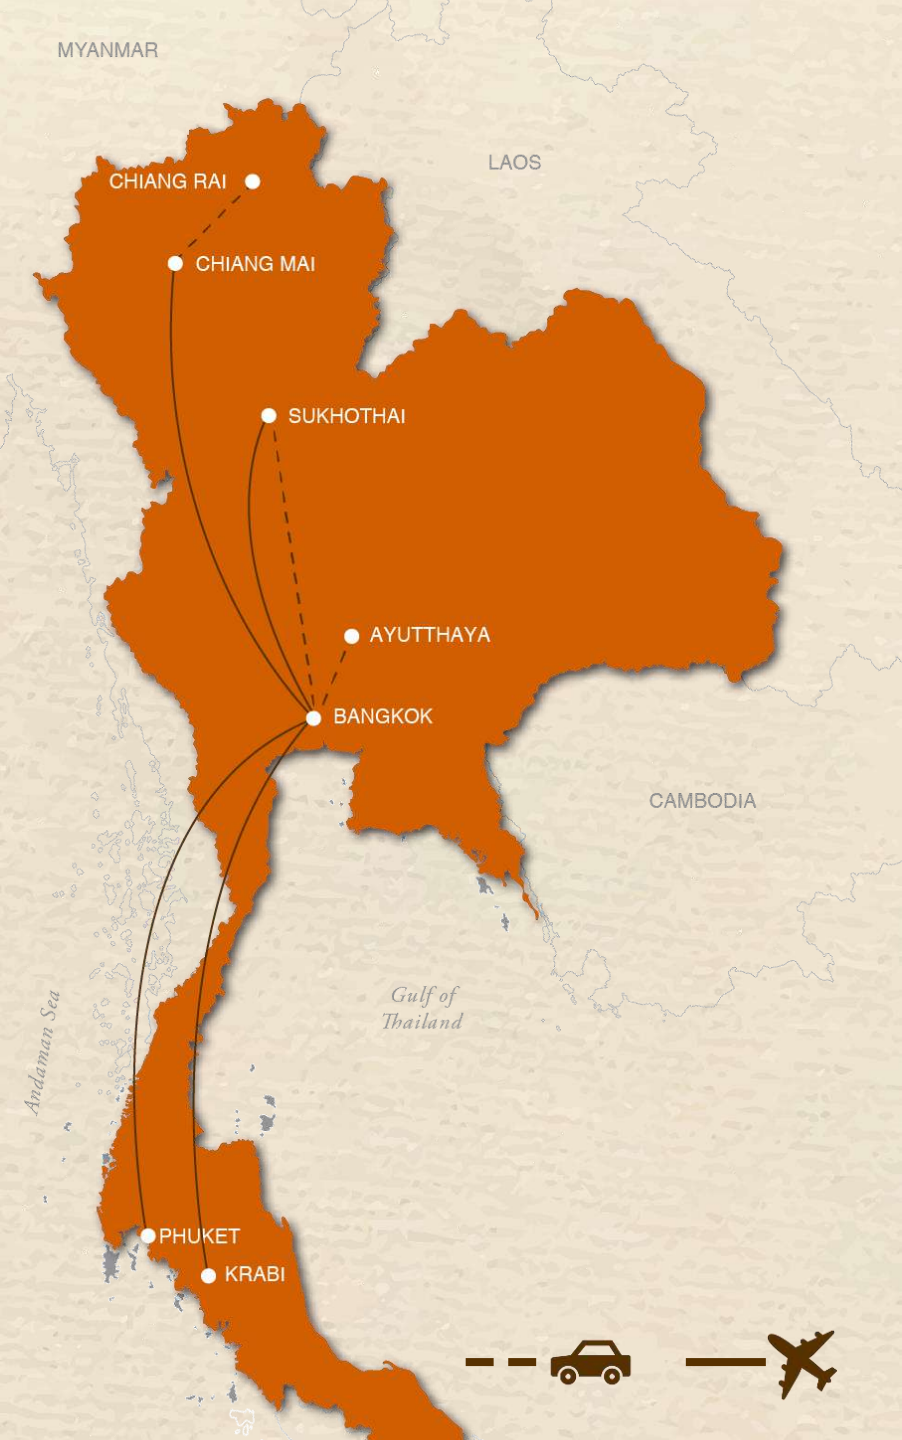 MYANMAR
LAOS
CHIANG RAI
CHIANG MAI
SUKHOTHAI
AYUTTHAYA
BANGKOK
CAMBODIA
Gulf of
Thailand
Andaman Sea
PHUKET
KRABI